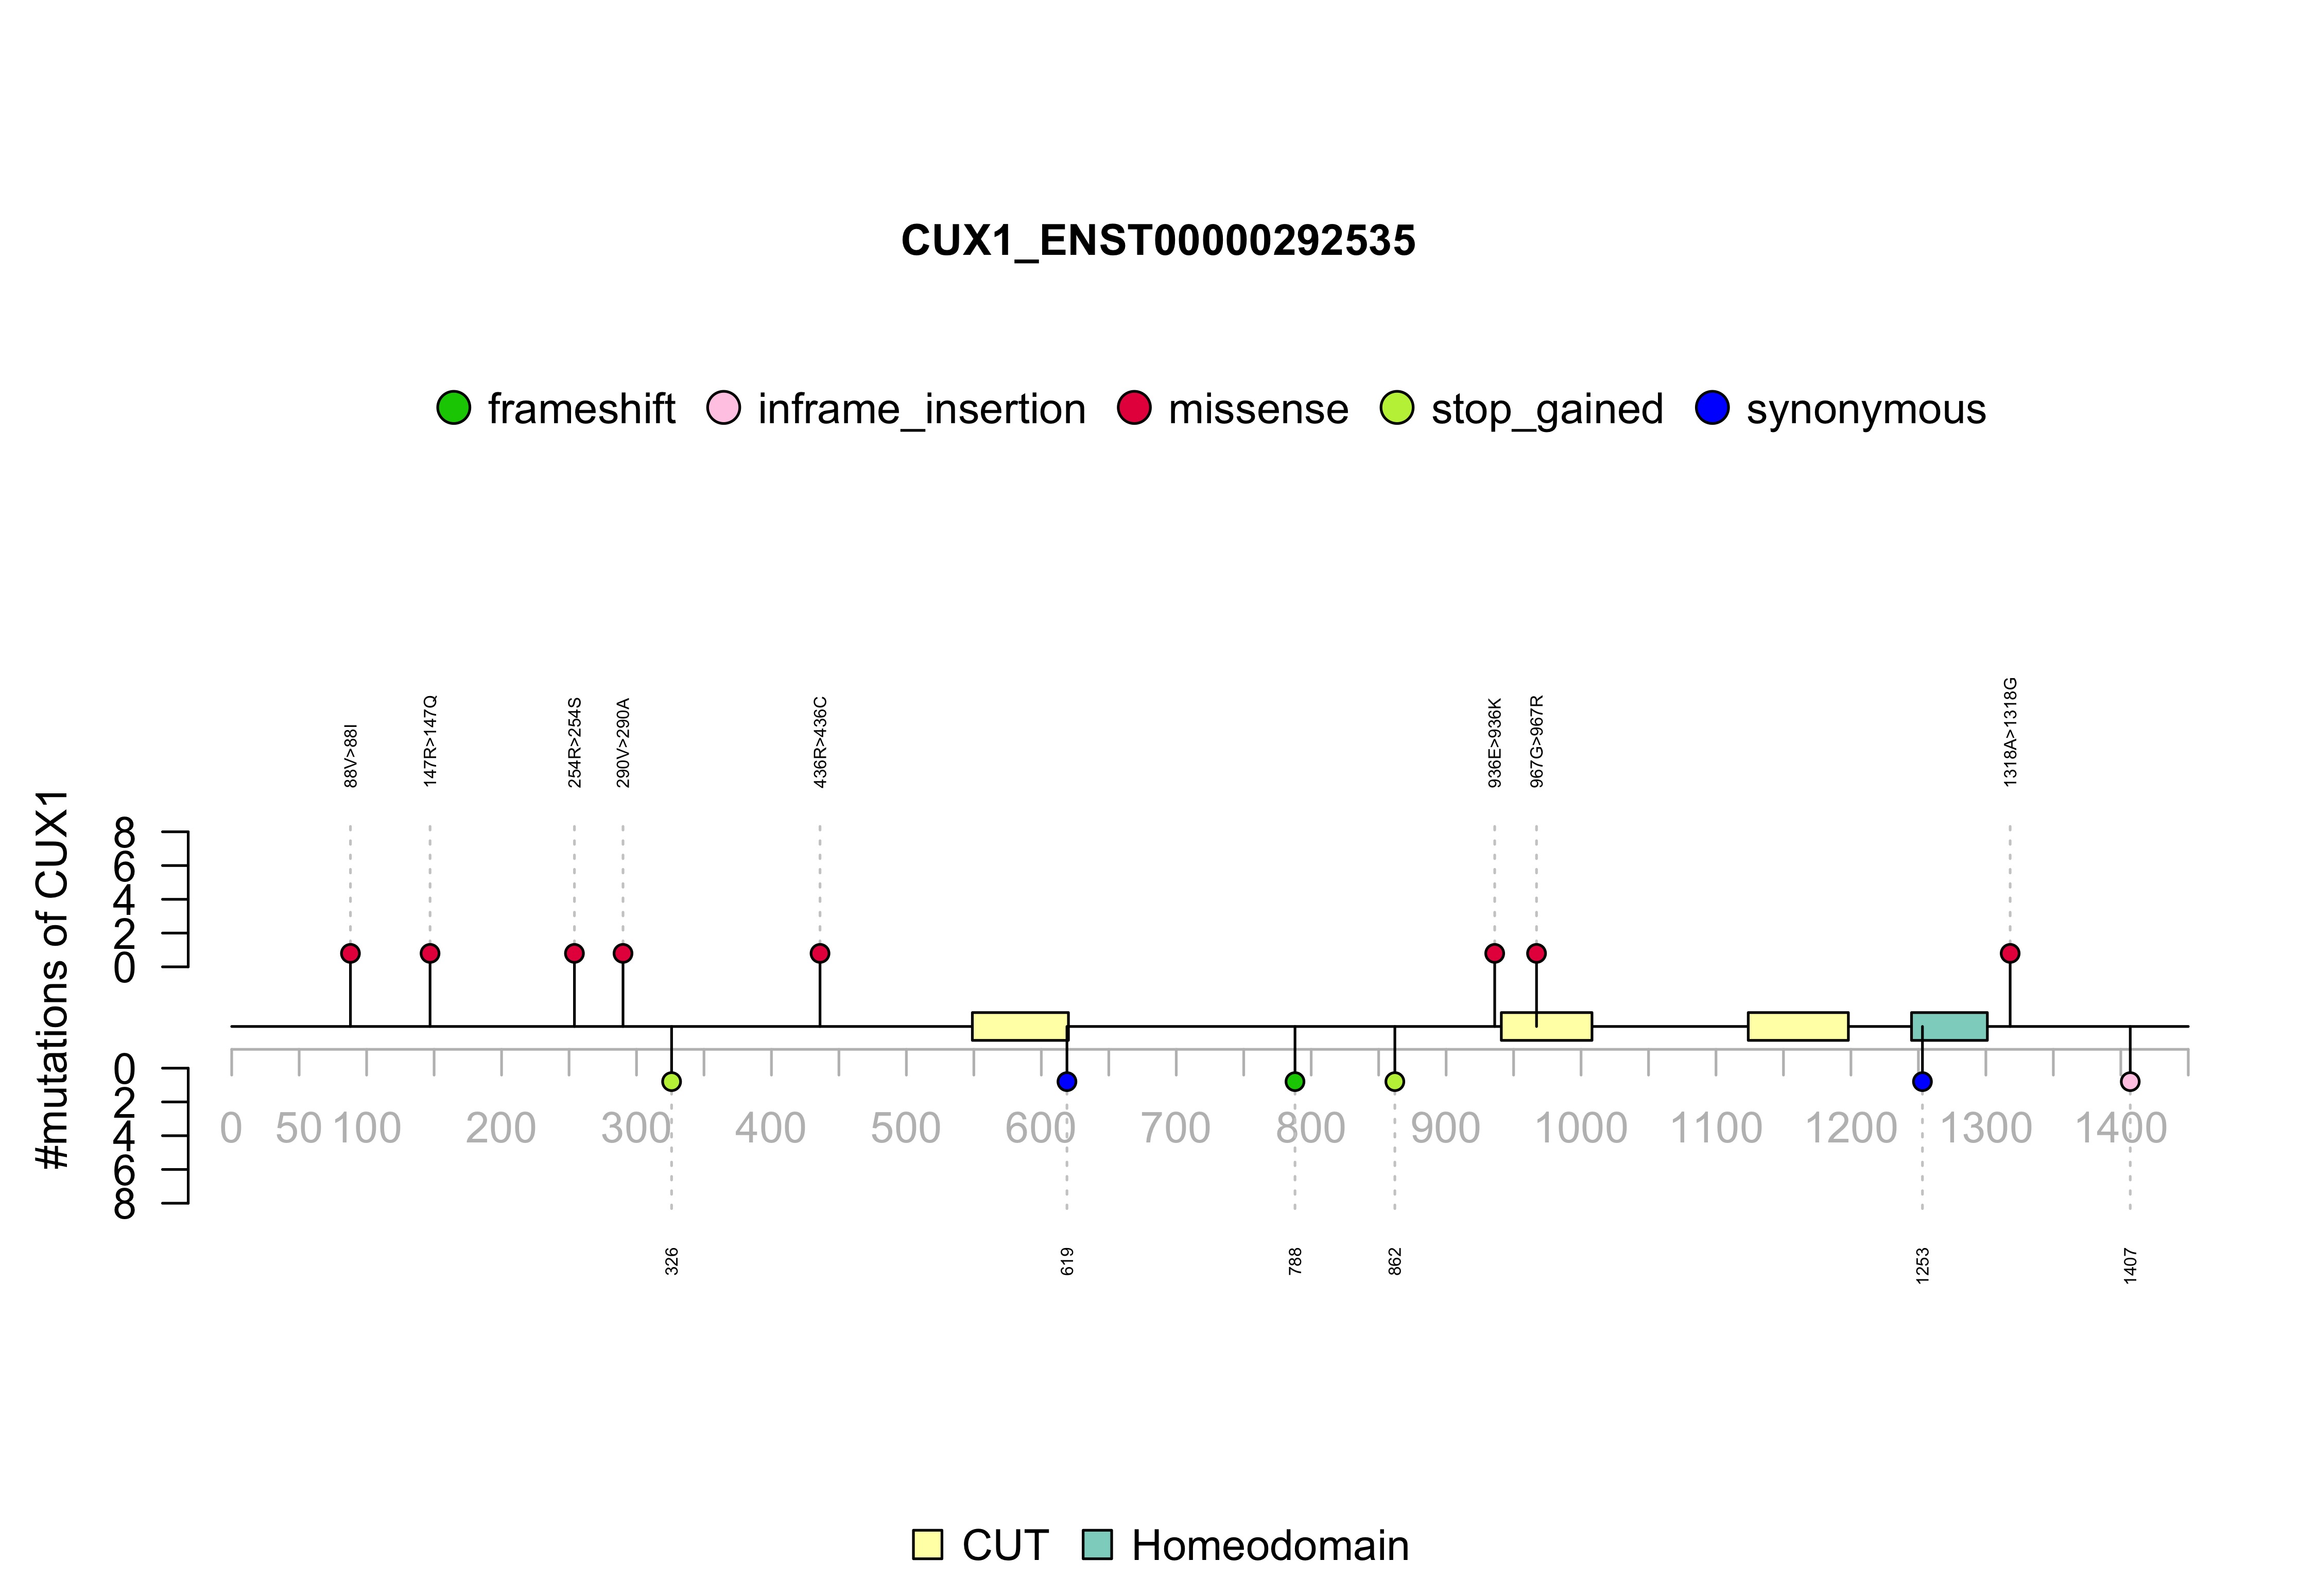 CUX1_ENST00000292535
frameshift inframe_insertion missense stop_gained synonymous
88V>88I
147R>147Q
254R>254S
290V>290A
436R>436C
936E>936K
967G>967R
1318A>1318G
#mutations of CUX1
8
6
4
2
0
0
2
4
6
8
0 50 100 200 300 400 500 600 700 800 900 1000 1100 1200 1300 1400
326
619
788
862
1253
1407
CUT Homeodomain